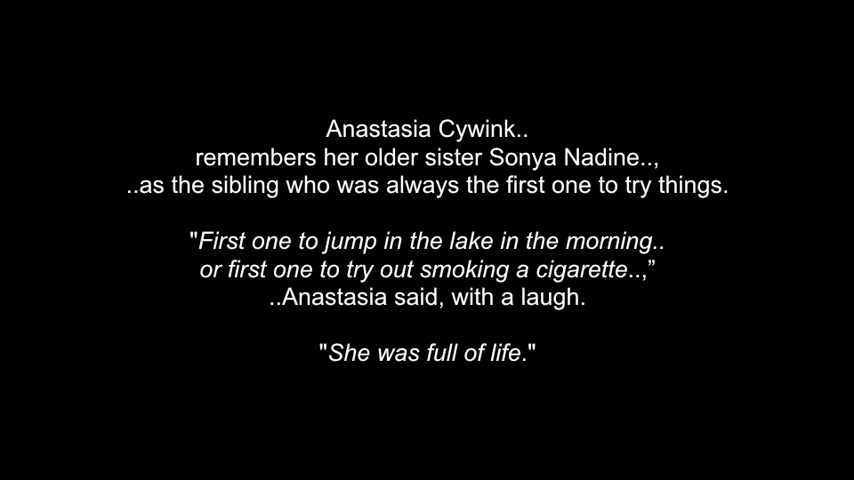 Anastasia Cywink..
remembers her older sister Sonya Nadine..,
..as the sibling who was always the first one to try things.
"First one to jump in the lake in the morning..
or first one to try out smoking a cigarette..,”
..Anastasia said, with a laugh.
"She was full of life."